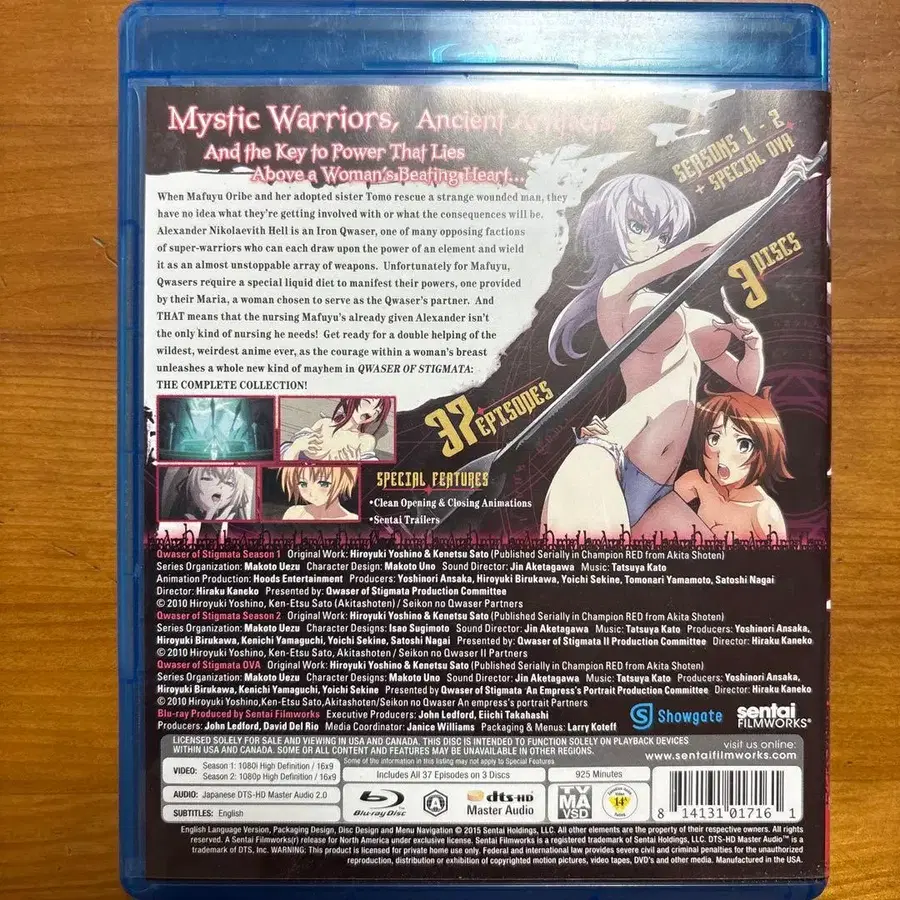 Mystic Warriors, Ancient Artifacts,
And the Key to Power That Lies
Above a Woman's Beating Heart...
SEASONS 1 - 2
+ SPECIAL OVA
3 DISCS
When Mafuyu Oribe and her adopted sister Tomo rescue a strange wounded man, they
have no idea what they're getting involved with or what the consequences will be.
Alexander Nikolaevith Hell is an Iron Qwaser, one of many opposing factions
of super-warriors who can each draw upon the power of an element and wield
it as an almost unstoppable array of weapons. Unfortunately for Mafuyu,
Qwasers require a special liquid diet to manifest their powers, one provided
by their Maria, a woman chosen to serve as the Qwaser's partner. And
THAT means that the nursing Mafuyu's already given Alexander isn't
the only kind of nursing he needs! Get ready for a double helping of the
wildest, weirdest anime ever, as the courage within a woman's breast
unleashes a whole new kind of mayhem in QWASER OF STIGMATA:
THE COMPLETE COLLECTION!
37 EPISODES
SPECIAL FEATURES
•Clean Opening & Closing Animations
•Sentai Trailers
Qwaser of Stigmata Season 1 Original Work: Hiroyuki Yoshino & Kenetsu Sato (Published Serially in Champion RED from Akita Shoten)
Series Organization: Makoto Uezu Character Design: Makoto Uno Sound Director: Jin Aketagawa Music: Tatsuya Kato
Animation Production: Hoods Entertainment Producers: Yoshinori Ansaka, Hiroyuki Birukawa, Yoichi Sekine, Tomonari Yamamoto, Satoshi Nagai
Director: Hiraku Kaneko Presented by: Qwaser of Stigmata Production Committee
© 2010 Hiroyuki Yoshino, Ken-Etsu Sato (Akitashoten) / Seikon no Qwaser Partners
Qwaser of Stigmata Season 2 Original Work: Hiroyuki Yoshino & Kenetsu Sato (Published Serially in Champion RED from Akita Shoten)
Series Organization: Makoto Uezu Character Designs: Isao Sugimoto Sound Director: Jin Aketagawa Music: Tatsuya Kato Producers: Yoshinori Ansaka,
Hiroyuki Birukawa, Kenichi Yamaguchi, Yoichi Sekine, Satoshi Nagai Presented by: Qwaser of Stigmata II Production Committee Director: Hiraku Kaneko
© 2010 Hiroyuki Yoshino, Ken-Etsu Sato, Akitashoten / Seikon no Qwaser II Partners
Qwaser of Stigmata OVA Original Work: Hiroyuki Yoshino & Kenetsu Sato (Published Serially in Champion RED from Akita Shoten)
Series Organization: Makoto Uezu Character Designs: Makoto Uno Sound Director: Jin Aketagawa Music: Tatsuya Kato Producers: Yoshinori Ansaka,
Hiroyuki Birukawa, Kenichi Yamaguchi, Yoichi Sekine Presented by Qwaser of Stigmata 'An Empress's Portrait Production Committee Director: Hiraku Kaneko
© 2010 Hiroyuki Yoshino,Ken-Etsu Sato,Akitashoten/Seikon no Qwaser An empress's portrait Partners
Blu-ray Produced by Sentai Filmworks Executive Producers: John Ledford, Eiichi Takahashi
Producers: John Ledford, David Del Rio Media Coordinator: Janice Williams Packaging & Menus: Larry Koteff
Showgate
sentai
FILMWORKS®
LICENSED SOLELY FOR SALE AND VIEWING IN USA AND CANADA. THIS DISC IS INTENDED TO FUNCTION SOLELY ON PLAYBACK DEVICES
WITHIN USA AND CANADA. SOME OR ALL CONTENT AND FEATURES MAY BE UNAVAILABLE IN OTHER REGIONS.
Some of the information in this listing may not apply to Special Features
visit us online:
www.sentaifilmworks.com
VIDEO: Season 1: 1080i High Definition / 16x9
Season 2: 1080p High Definition / 16x9
AUDIO: Japanese DTS-HD Master Audio 2.0
SUBTITLES: English
Includes All 37 Episodes on 3 Discs
925 Minutes
Blu-ray Disc
A
dts-HD
Master Audio
TV
MA
VSD
14+
8 14131 01716 1
English Language Version, Packaging Design, Disc Design and Menu Navigation © 2015 Sentai Holdings, LLC. All other elements are the property of their respective owners. All rights
reserved. A Sentai Filmworks(r) release for North America under exclusive license. Sentai Filmworks is a registered trademark of Sentai Holdings, LLC. DTS-HD Master Audio™ is a
trademark of DTS, Inc. WARNING: This product is licensed for private home use only. Federal and international law provides severe civil and criminal penalties for the unauthorized
reproduction, distribution or exhibition of copyrighted motion pictures, video tapes, DVD's and other media. Manufactured in the USA.